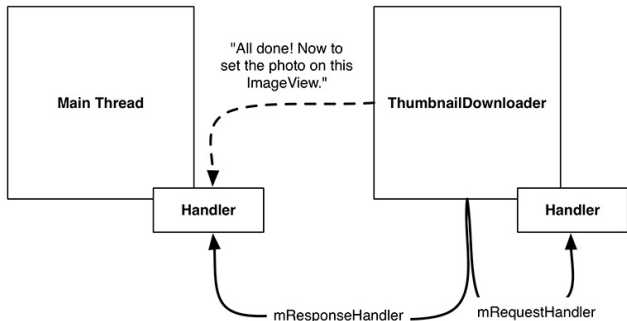 "All done! Now to
set the photo on this
ImageView."
Main Thread
ThumbnailDownloader
Handler
Handler
mResponseHandler
mRequestHandler